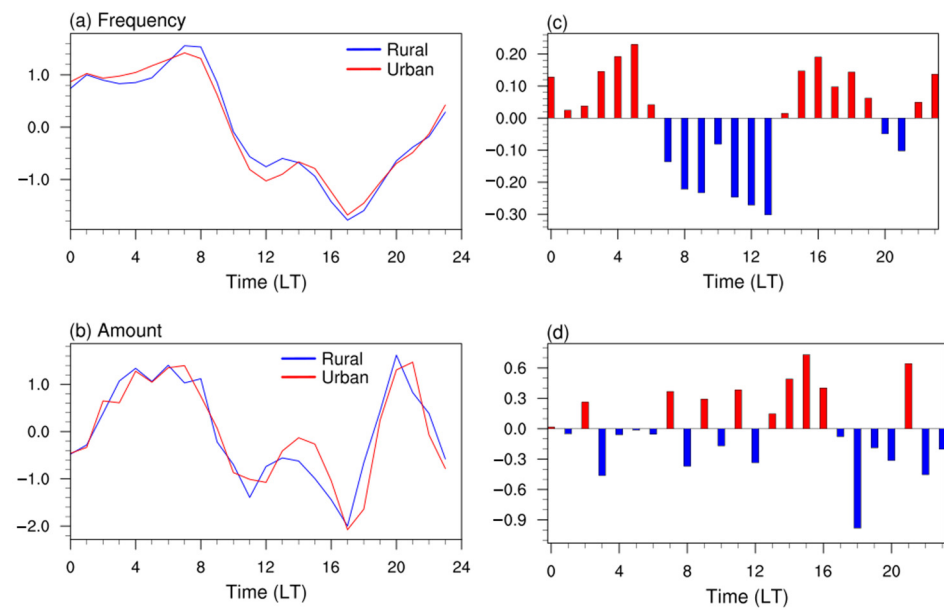 (a) Frequency
Rural
Urban
1.0
0.0
−1.0
0 4 8 12 16 20 24
Time (LT)
(c)
0.20
0.10
0.00
−0.10
−0.20
−0.30
0 4 8 12 16 20
Time (LT)
(b) Amount
Rural
Urban
1.0
0.0
−1.0
−2.0
0 4 8 12 16 20 24
Time (LT)
(d)
0.6
0.3
0.0
−0.3
−0.6
−0.9
0 4 8 12 16 20
Time (LT)